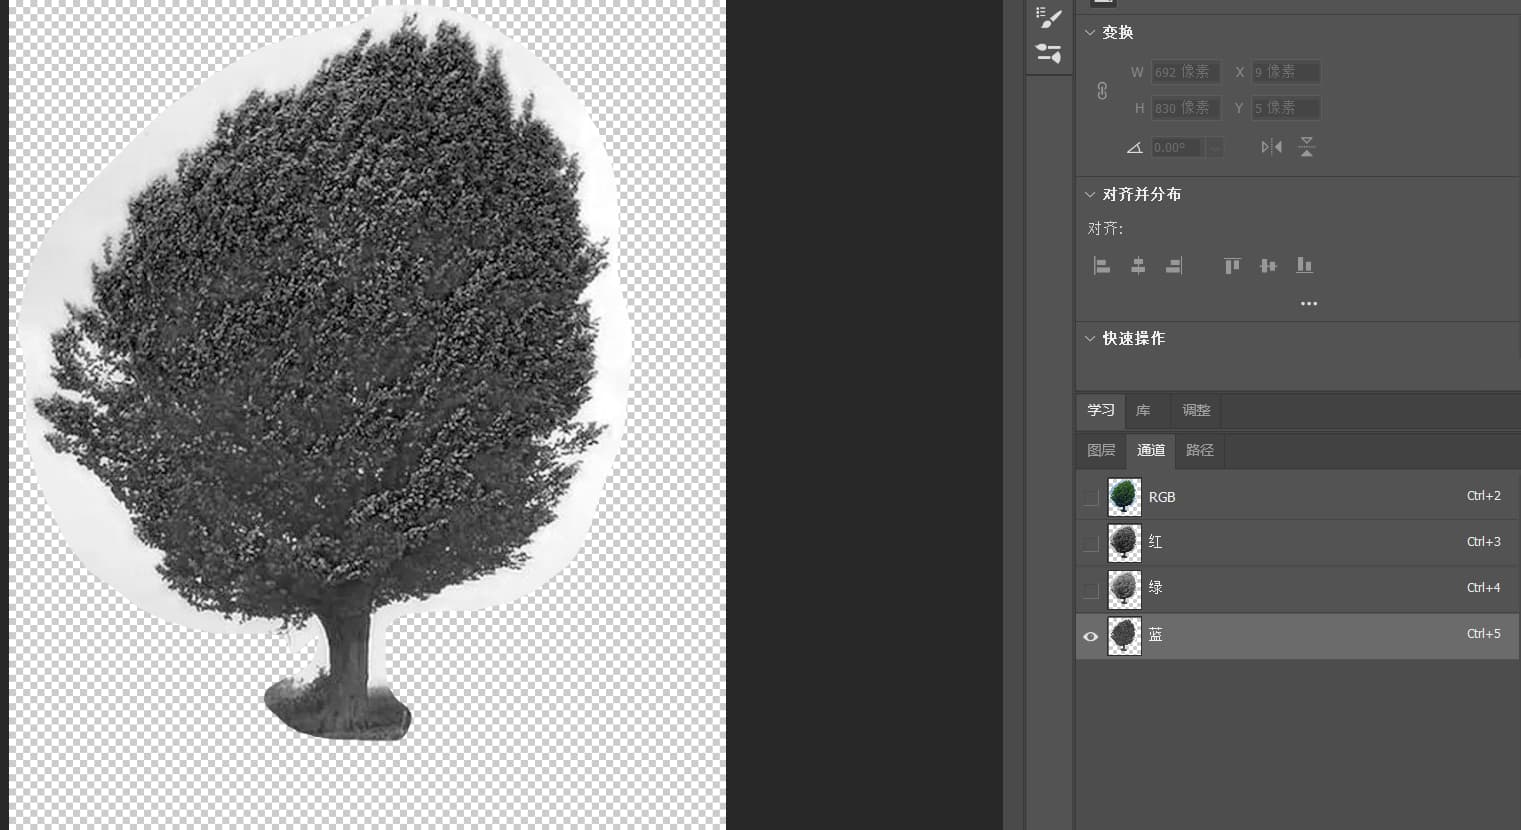 变换
W 692 像素 X 9 像素
H 830 像素 Y 5 像素
0.00°
对齐并分布
对齐:
快速操作
学习 库 调整
图层 通道 路径
RGB Ctrl+2
红 Ctrl+3
绿 Ctrl+4
蓝 Ctrl+5